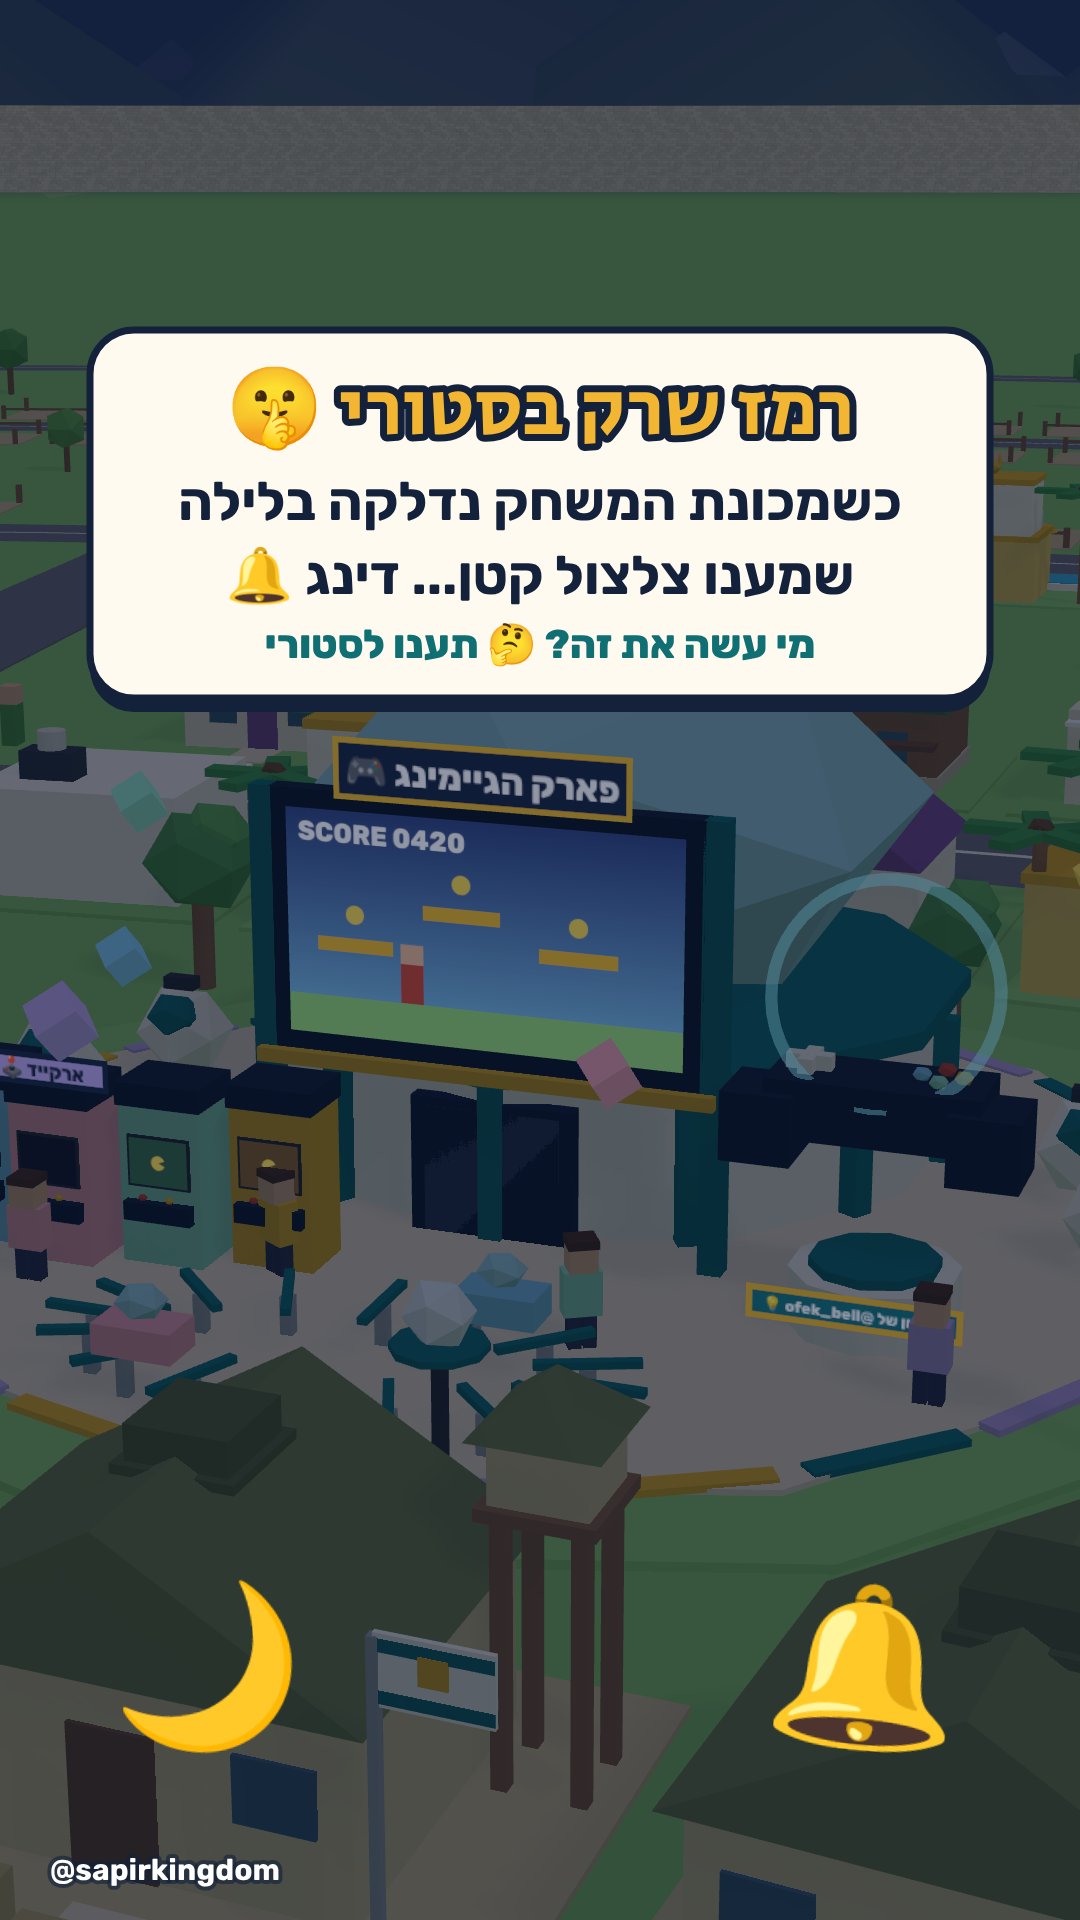 רמז שרק בסטורי 🤫
כשמכונת המשחק נדלקה בלילה
שמענו צלצול קטן... דינג 🔔
מי עשה את זה? 🤔 תענו לסטורי
פארק הגיימינג 🎮
SCORE 0420
ארקייד 🕹️
של @ofek_bell 💡
@sapirkingdom